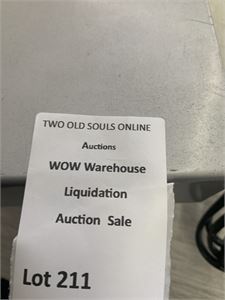 TWO OLD SOULS ONLINE
Auctions
WOW Warehouse
Liquidation
Auction Sale
Lot 211